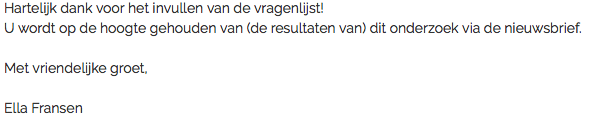 Hartelijk dank voor het invullen van de vragenlijst!
U wordt op de hoogte gehouden van (de resultaten van) dit onderzoek via de nieuwsbrief.
Met vriendelijke groet,
Ella Fransen